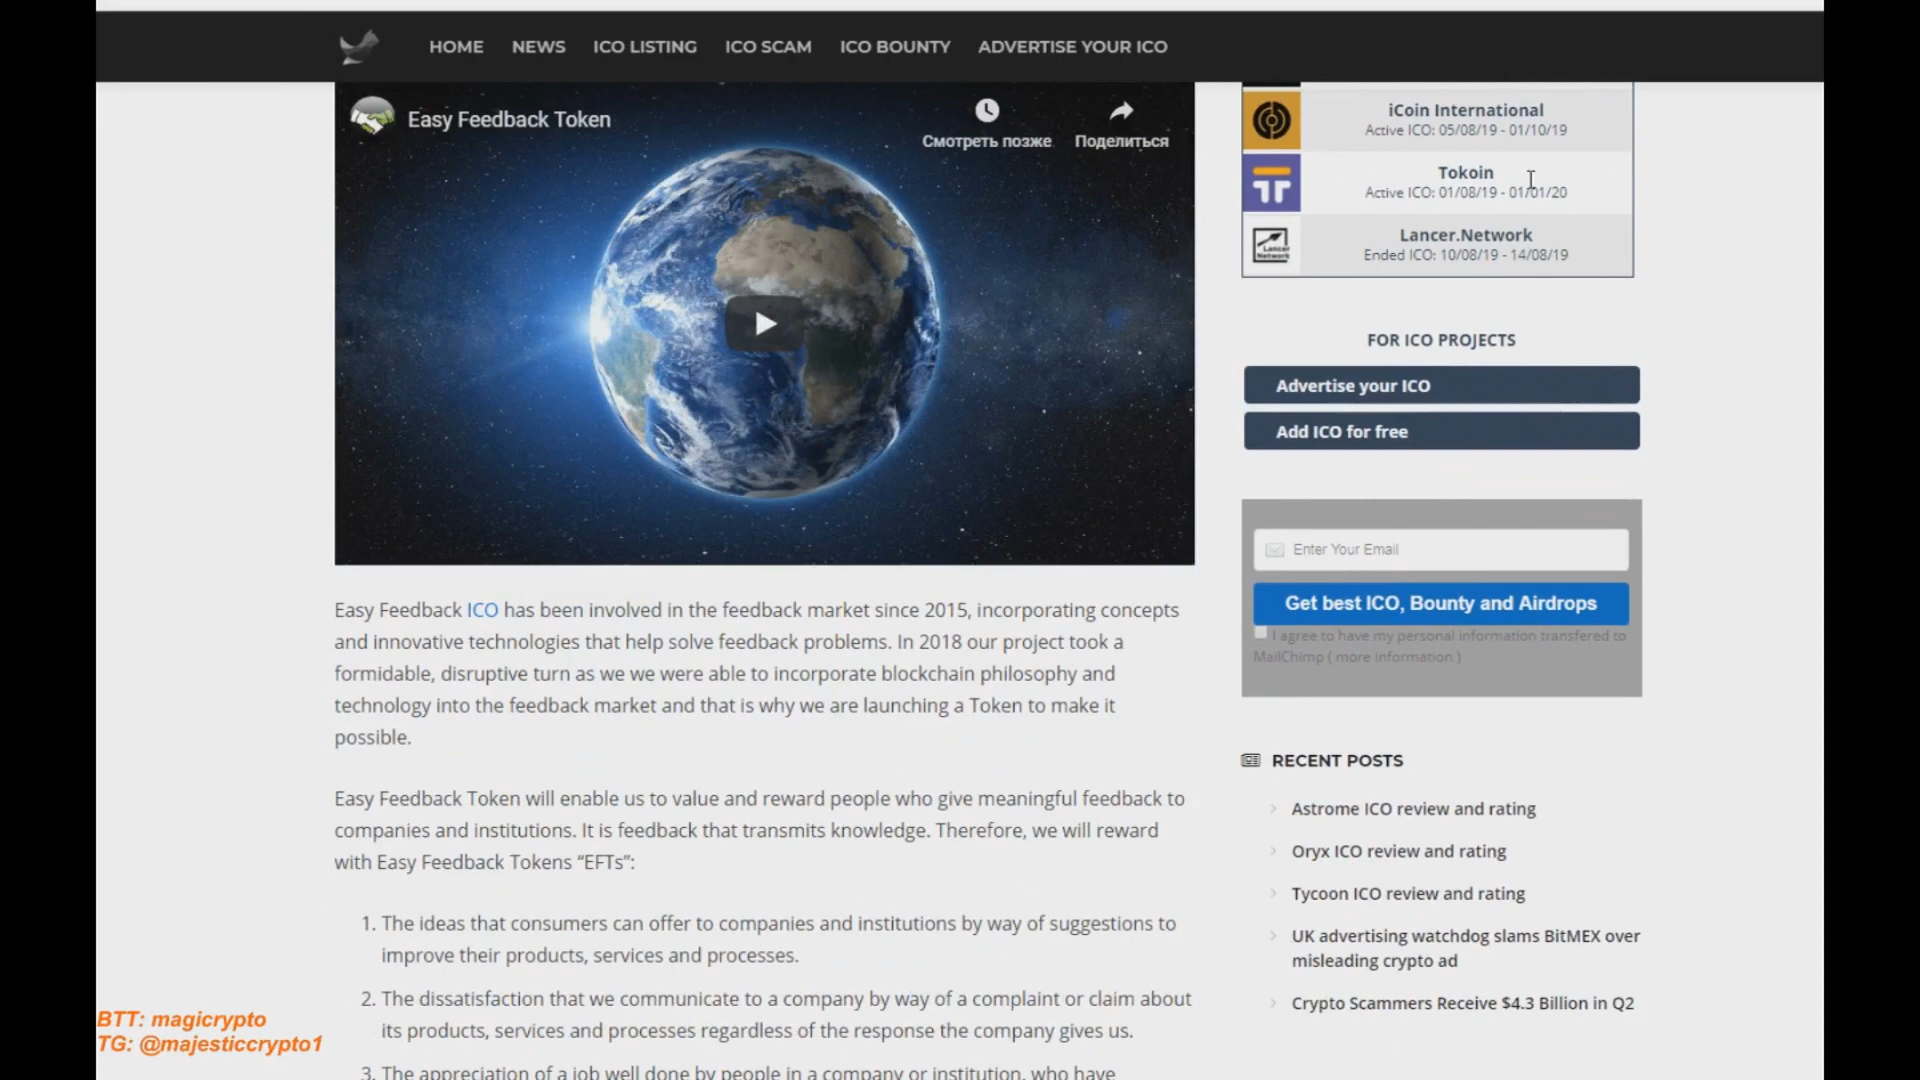 HOME NEWS ICO LISTING ICO SCAM ICO BOUNTY ADVERTISE YOUR ICO
Easy Feedback Token
Смотреть позже
Поделиться
Easy Feedback ICO has been involved in the feedback market since 2015, incorporating concepts
and innovative technologies that help solve feedback problems. In 2018 our project took a
formidable, disruptive turn as we we were able to incorporate blockchain philosophy and
technology into the feedback market and that is why we are launching a Token to make it
possible.
Easy Feedback Token will enable us to value and reward people who give meaningful feedback to
companies and institutions. It is feedback that transmits knowledge. Therefore, we will reward
with Easy Feedback Tokens “EFTs”:
1. The ideas that consumers can offer to companies and institutions by way of suggestions to
improve their products, services and processes.
2. The dissatisfaction that we communicate to a company by way of a complaint or claim about
its products, services and processes regardless of the response the company gives us.
3. The appreciation of a job well done by people in a company or institution, who have
iCoin International
Active ICO: 05/08/19 - 01/10/19
Tokoin
Active ICO: 01/08/19 - 01/01/20
Lancer Network
Lancer.Network
Ended ICO: 10/08/19 - 14/08/19
FOR ICO PROJECTS
Advertise your ICO
Add ICO for free
Enter Your Email
Get best ICO, Bounty and Airdrops
I agree to have my personal information transfered to
MailChimp ( more information )
RECENT POSTS
Astrome ICO review and rating
Oryx ICO review and rating
Tycoon ICO review and rating
UK advertising watchdog slams BitMEX over
misleading crypto ad
Crypto Scammers Receive $4.3 Billion in Q2
BTT: magicrypto
TG: @majesticcrypto1